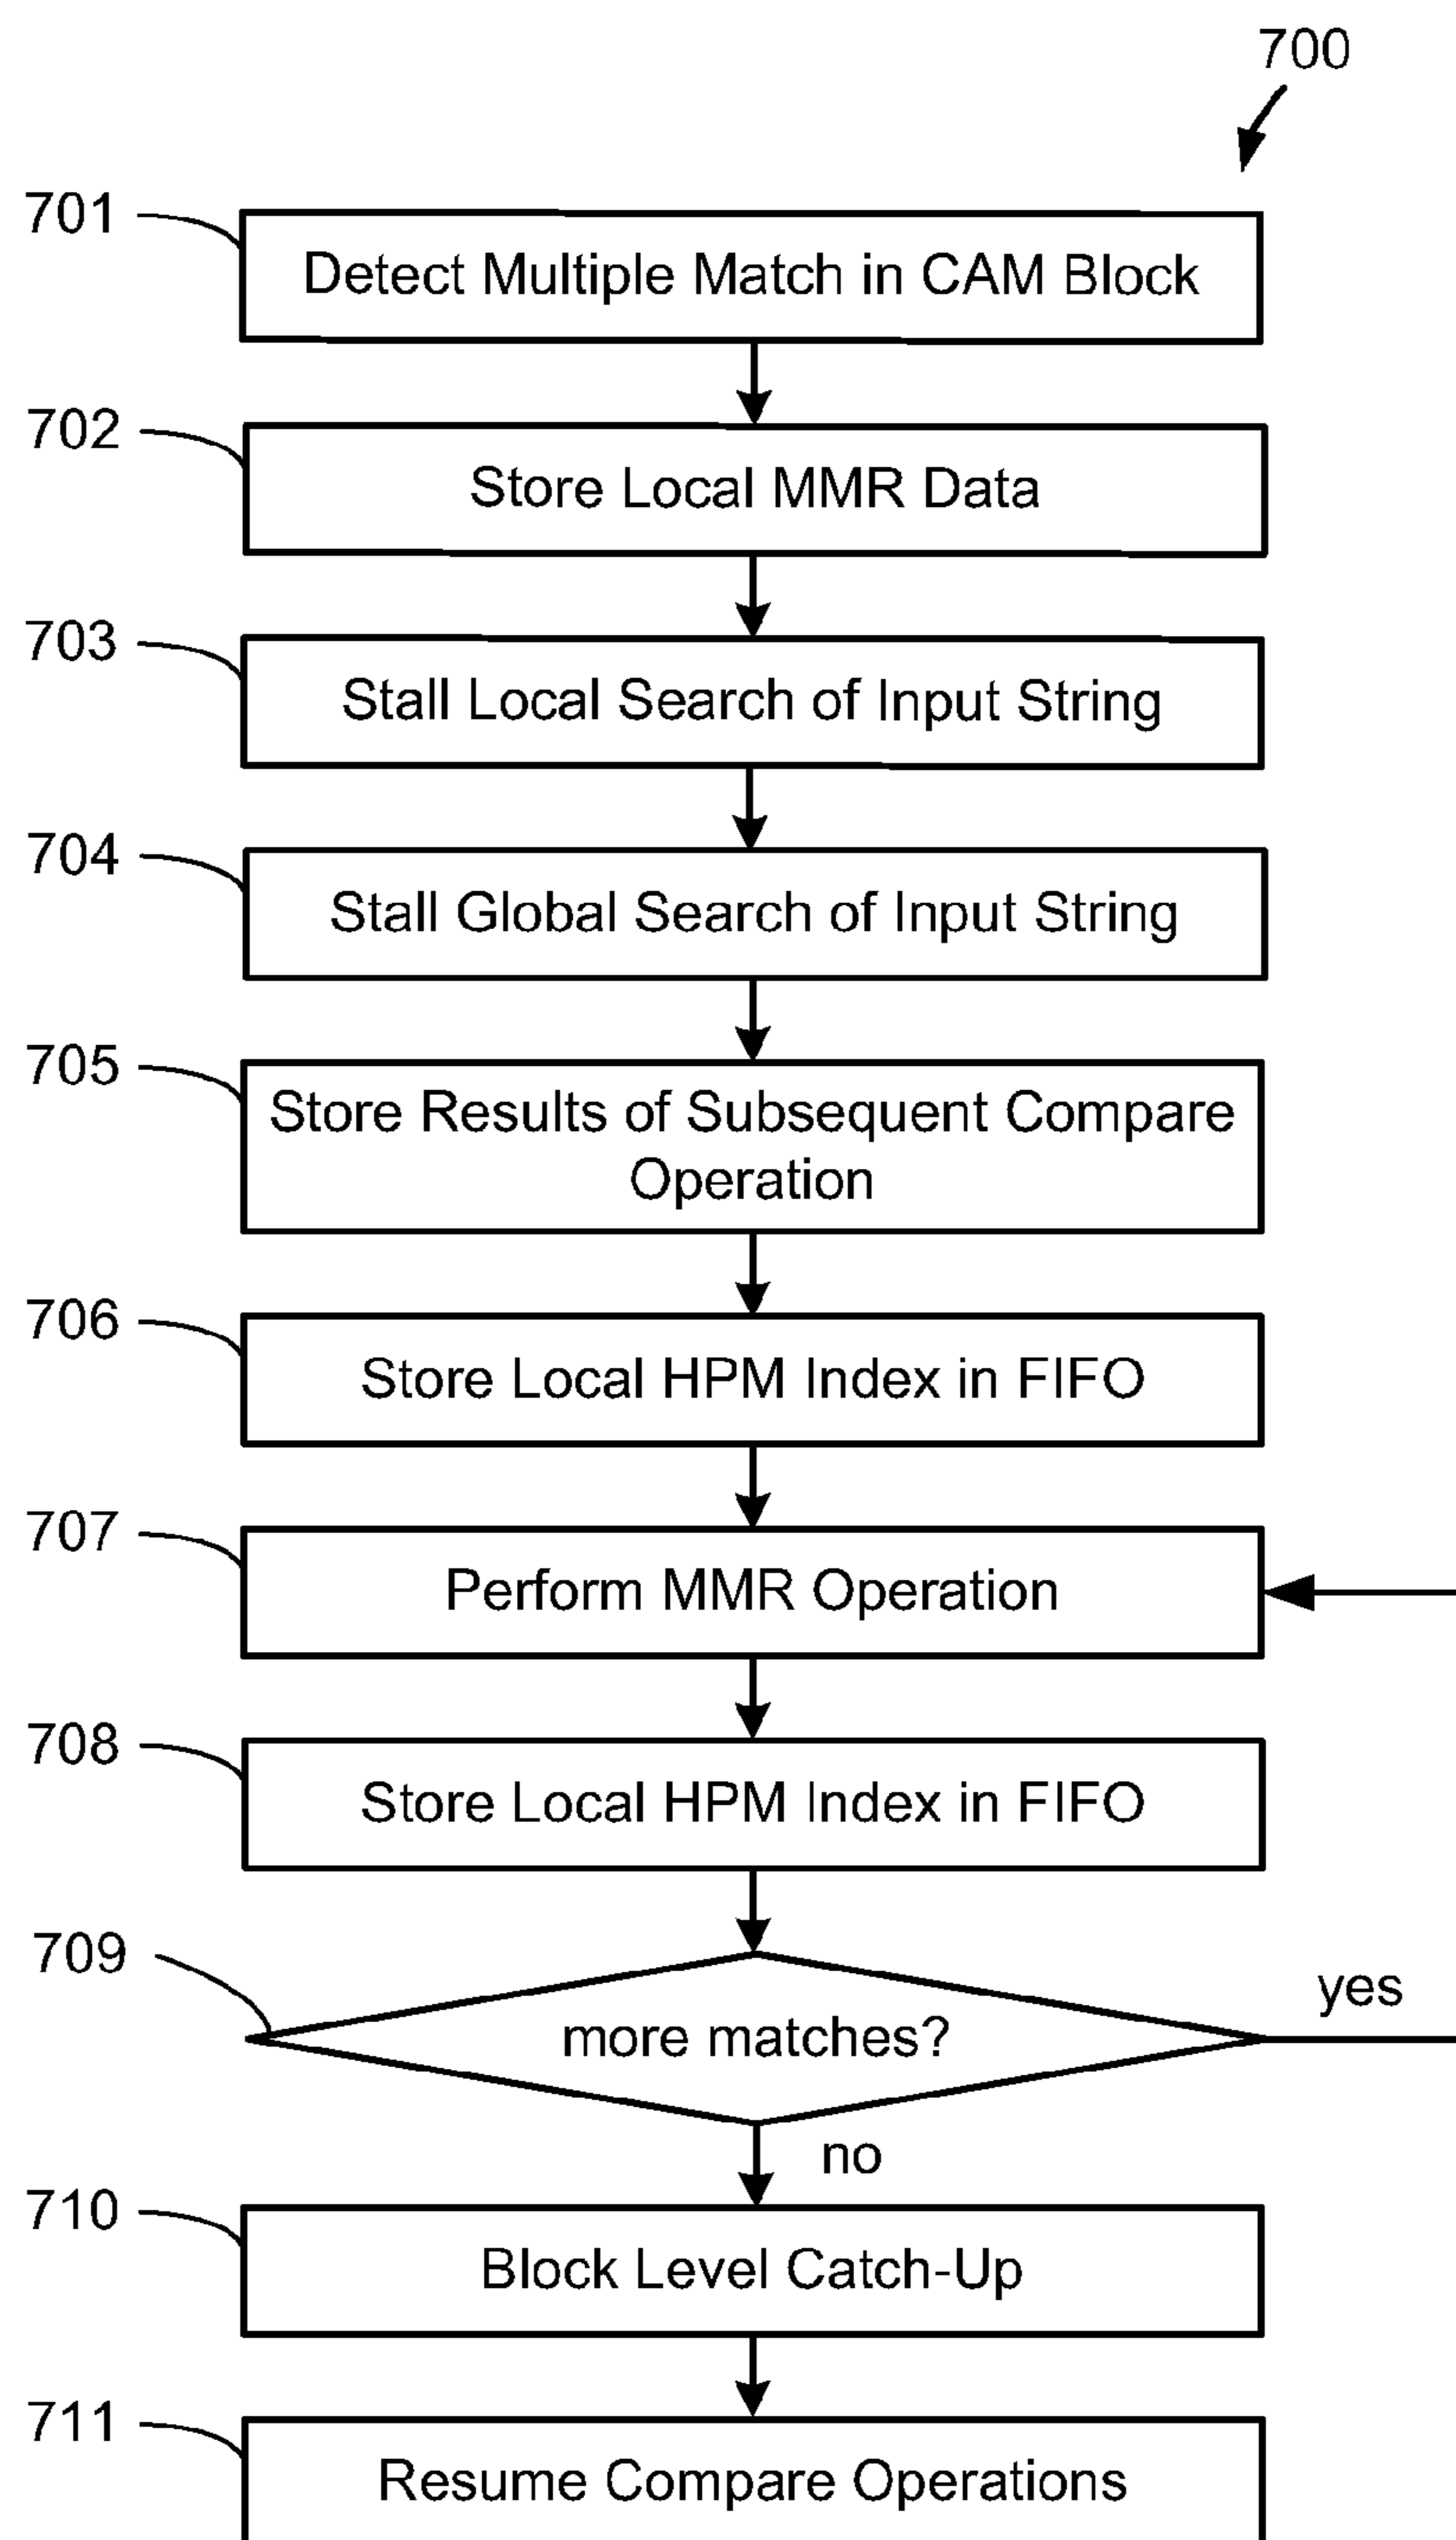 700
701
Detect Multiple Match in CAM Block
702
Store Local MMR Data
703
Stall Local Search of Input String
704
Stall Global Search of Input String
705
Store Results of Subsequent Compare
Operation
706
Store Local HPM Index in FIFO
707
Perform MMR Operation
708
Store Local HPM Index in FIFO
709
more matches?
yes
no
710
Block Level Catch-Up
711
Resume Compare Operations